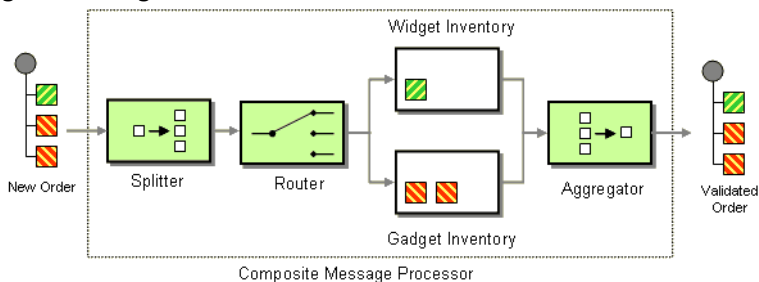 Widget Inventory
New Order
Splitter
Router
Aggregator
Validated
Order
Gadget Inventory
Composite Message Processor